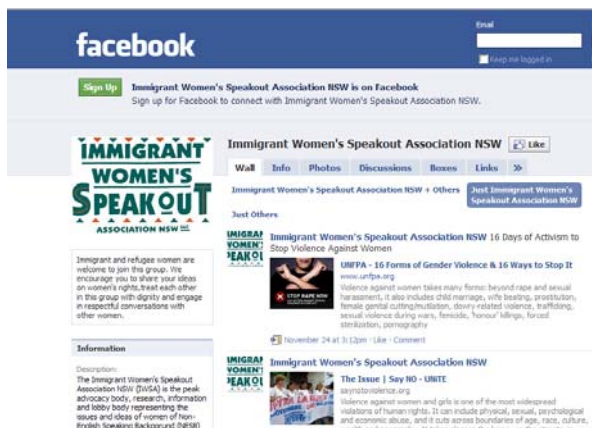 facebook
Email
Keep me logged in
Sign Up
Immigrant Women's Speakout Association NSW is on Facebook
Sign up for Facebook to connect with Immigrant Women's Speakout Association NSW.
IMMIGRANT
WOMEN'S
SPEAKOUT
ASSOCIATION NSW
Immigrant Women's Speakout Association NSW
Like
Wall Info Photos Discussions Boxes Links »
Immigrant Women's Speakout Association NSW + Others
Just Immigrant Women's
Speakout Association NSW
Just Others
Immigrant Women's Speakout Association NSW 16 Days of Activism to
Stop Violence Against Women
UNFPA - 16 Forms of Gender Violence & 16 Ways to Stop It
www.unfpa.org
Violence against women takes many forms: beyond rape and sexual
harassment, it also includes child marriage, wife beating, prostitution,
female genital cutting/mutilation, dowry-related violence, trafficking,
sexual violence during wars, femicide, 'honour' killings, forced
sterilization, pornography
STOP RAPE NOW
November 24 at 3:12pm · Like · Comment
Immigrant and refugee women are
welcome to join this group. We
encourage you to share your ideas
on women's rights, treat each other
in this group with dignity and engage
in respectful conversations with
other women.
Information
Description:
The Immigrant Women's Speakout
Association NSW (IWSA) is the peak
advocacy body, research, information
and lobby body representing the
issues and ideas of women of Non-
English Speaking Background (NESB)
Immigrant Women's Speakout Association NSW
The Issue | Say NO - UNITE
saynotoviolence.org
Violence against women and girls is one of the most widespread
violations of human rights. It can include physical, sexual, psychological
and economic abuse, and it cuts across boundaries of age, race, culture,